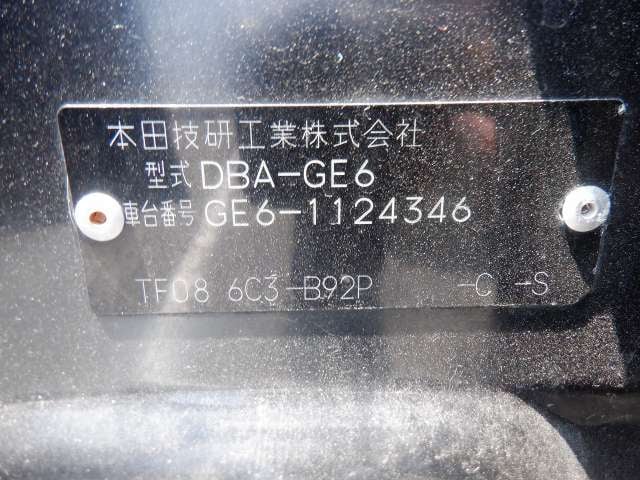 本田技研工業株式会社
型式 DBA-GE6
車台番号 GE6-1124346
TF08 6C3-B92P -C -S